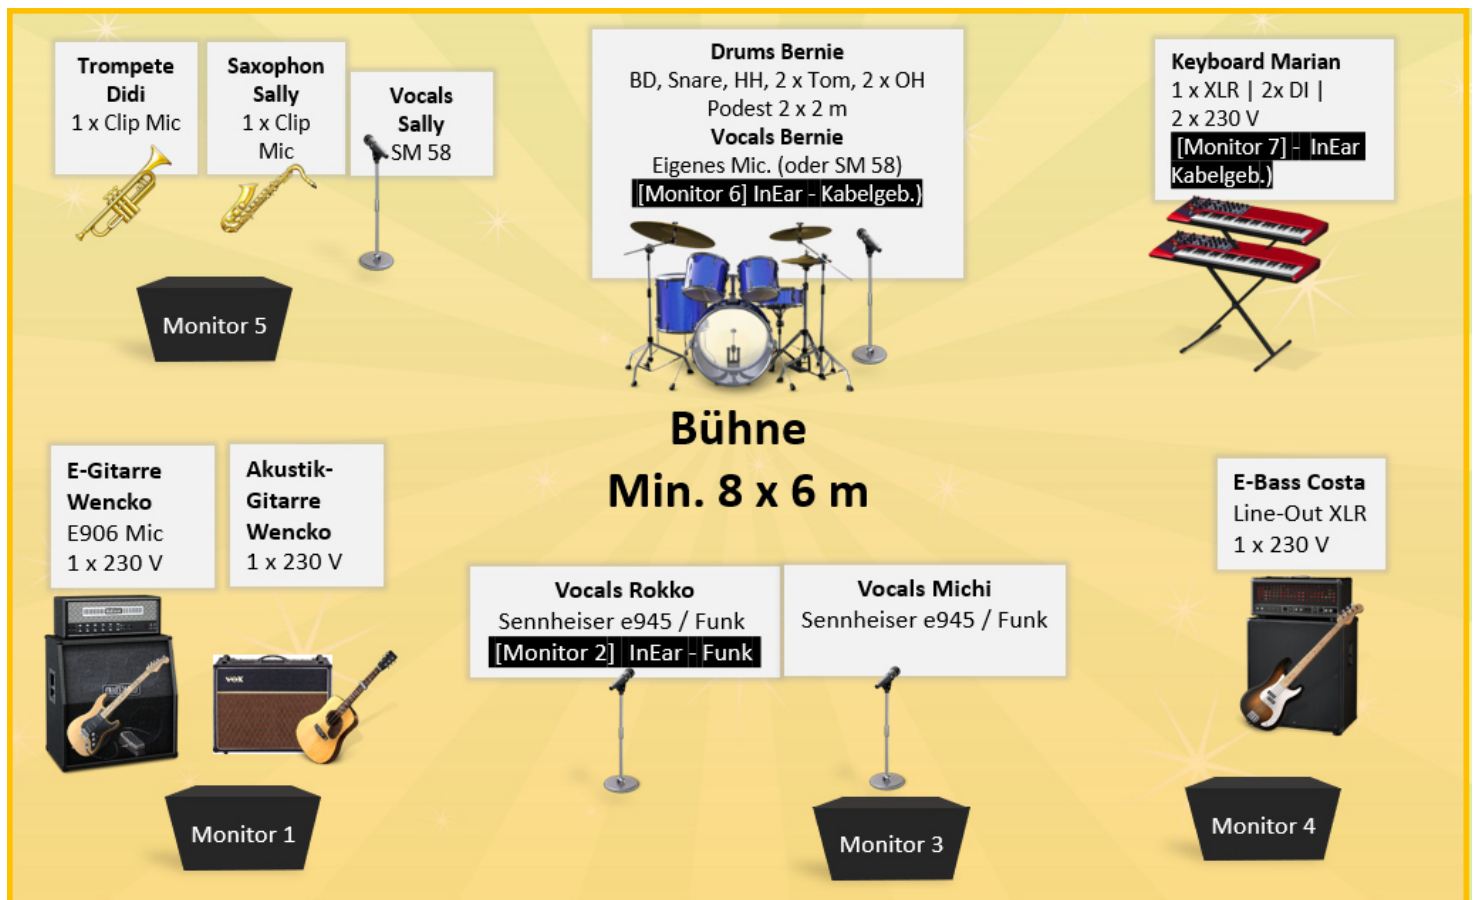 Trompete
Didi
1 x Clip Mic
Saxophon
Sally
1 x Clip
Mic
Vocals
Sally
SM 58
Drums Bernie
BD, Snare, HH, 2 x Tom, 2 x OH
Podest 2 x 2 m
Vocals Bernie
Eigenes Mic. (oder SM 58)
[Monitor 6] InEar - Kabelgeb.)
Keyboard Marian
1 x XLR | 2x DI |
2 x 230 V
[Monitor 7] - InEar
Kabelgeb.)
Monitor 5
Bühne
Min. 8 x 6 m
E-Gitarre
Wencko
E906 Mic
1 x 230 V
Akustik-
Gitarre
Wencko
1 x 230 V
Vocals Rokko
Sennheiser e945 / Funk
[Monitor 2] InEar - Funk
Vocals Michi
Sennheiser e945 / Funk
E-Bass Costa
Line-Out XLR
1 x 230 V
VOX
Monitor 1
Monitor 3
Monitor 4